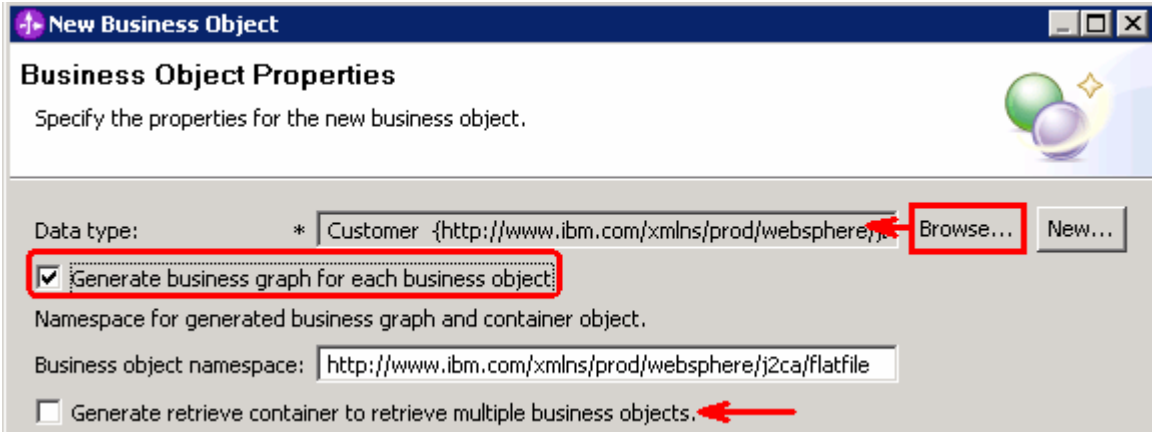 New Business Object
Business Object Properties
Specify the properties for the new business object.
Data type: * Customer {http://www.ibm.com/xmlns/prod/websphere/j2 Browse... New...
Generate business graph for each business object
Namespace for generated business graph and container object.
Business object namespace: http://www.ibm.com/xmlns/prod/websphere/j2ca/flatfile
Generate retrieve container to retrieve multiple business objects.